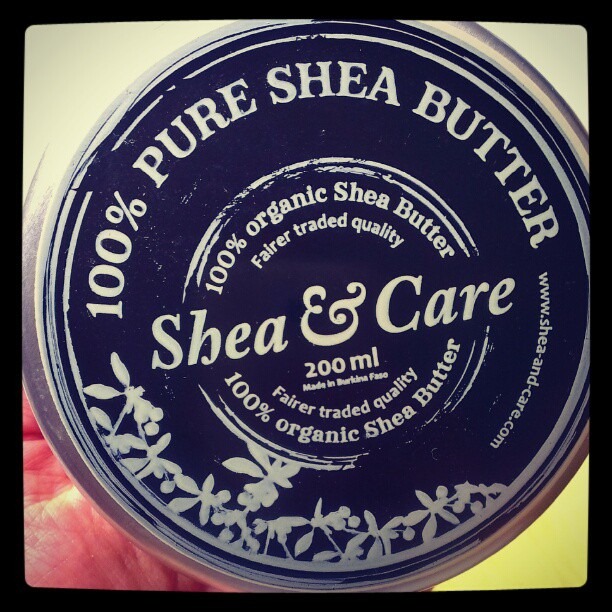 100% PURE SHEA BUTTER
100% organic Shea Butter
Fairer traded quality
Shea & Care
200 ml
Made in Burkina Faso
Fairer traded quality
100% organic Shea Butter
www.shea-and-care.com